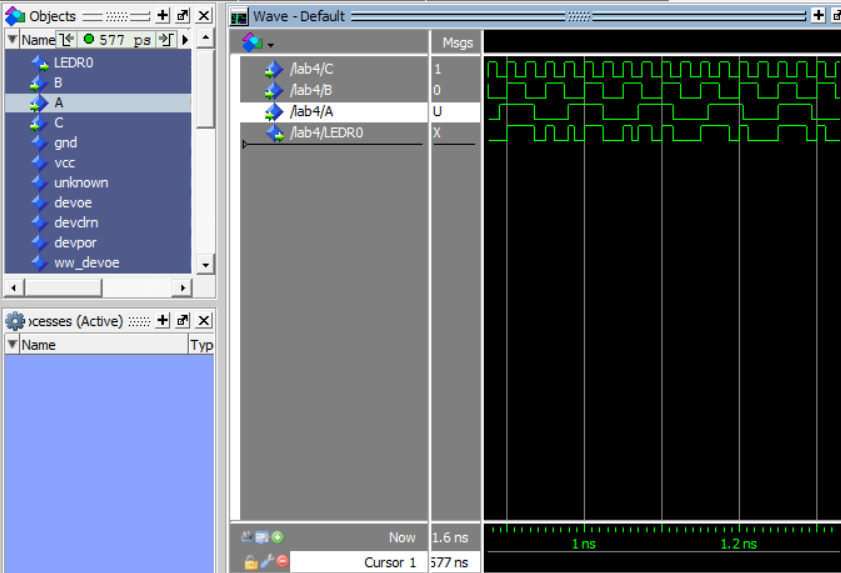 Objects
Wave - Default
Name 577 ps
Msgs
LEDR0
B
A
C
gnd
vcc
unknown
devoe
devclrn
devpor
ww_devoe
/lab4/C 1
/lab4/B 0
/lab4/A U
/lab4/LEDR0 X
ocesses (Active)
Name Typ
Now 1.6 ns
1 ns 1.2 ns
Cursor 1 577 ns